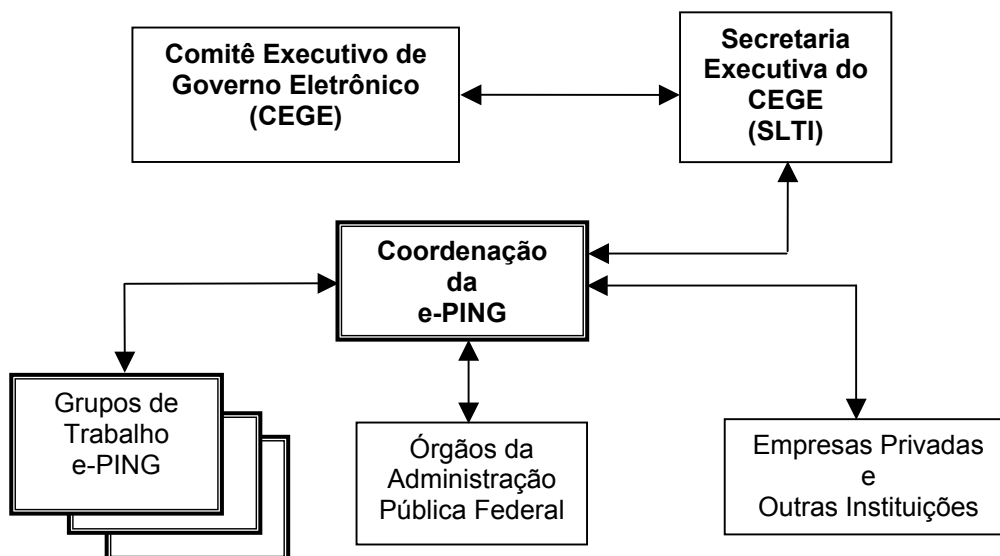 Comitê Executivo de
Governo Eletrônico
(CEGE)
Secretaria
Executiva do
CEGE
(SLTI)
Coordenação
da
e-PING
Grupos de
Trabalho
e-PING
Órgãos da
Administração
Pública Federal
Empresas Privadas
e
Outras Instituições